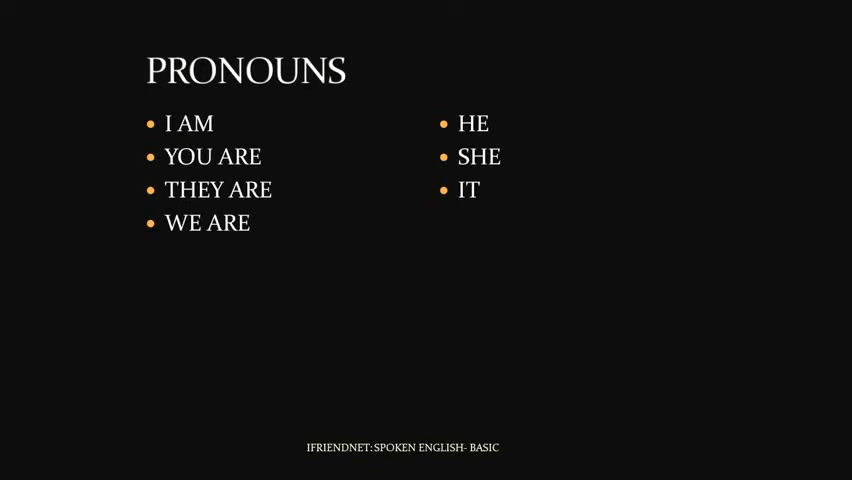 PRONOUNS
I AM
YOU ARE
THEY ARE
WE ARE
HE
SHE
IT
IFRIENDNET: SPOKEN ENGLISH- BASIC